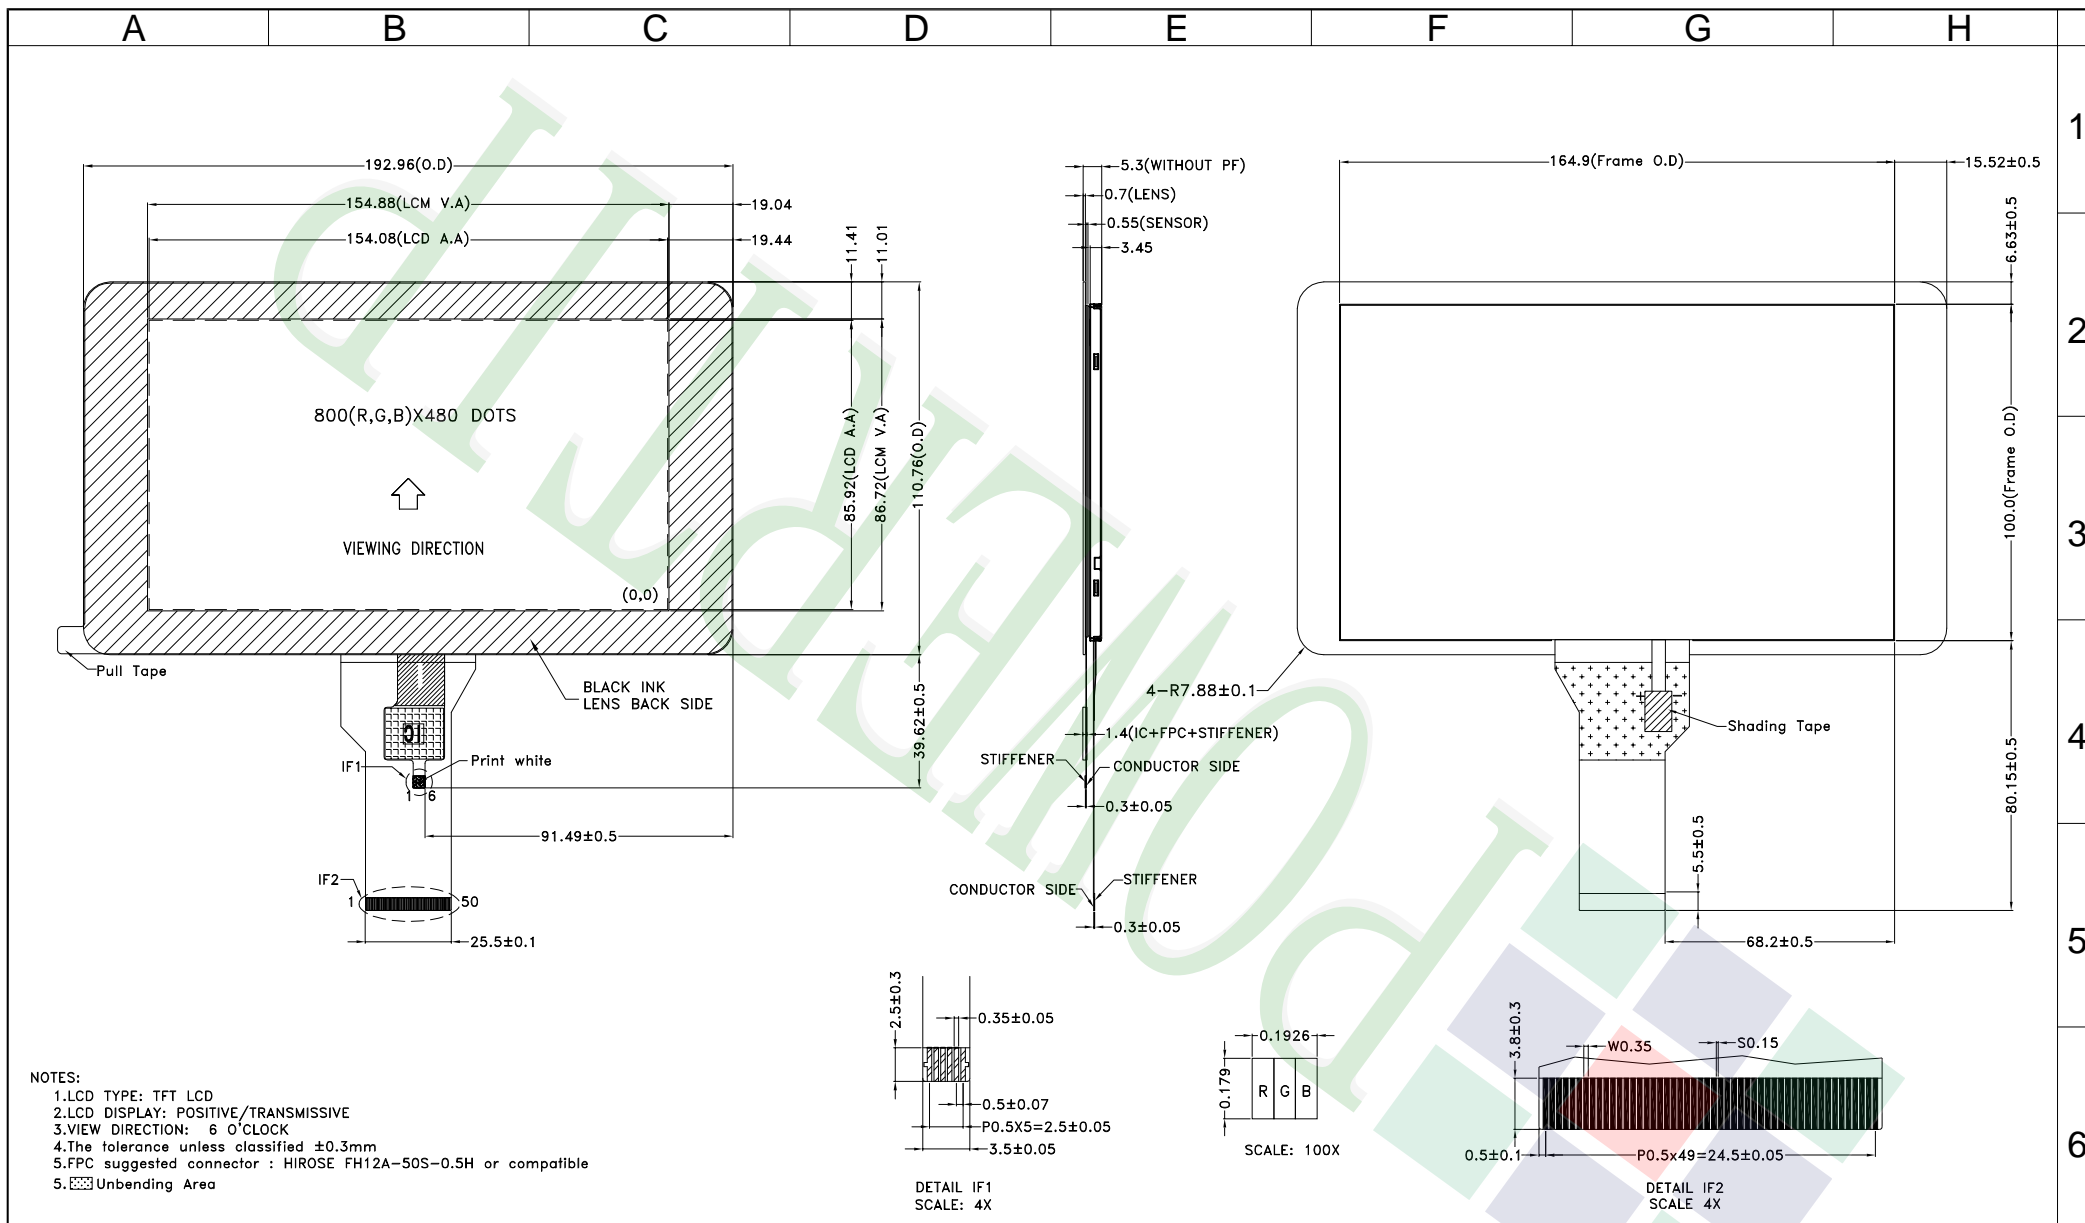 A B C D E F G H
1
2
3
4
5
6
192.96(O.D)
154.88(LCM V.A)
19.04
154.08(LCD A.A)
19.44
11.41
11.01
800(R,G,B)X480 DOTS
VIEWING DIRECTION
(0,0)
85.92(LCD A.A)
86.72(LCM V.A)
110.76(O.D)
Pull Tape
BLACK INK
LENS BACK SIDE
39.62±0.5
IC
IF1
Print white
1 6
91.49±0.5
IF2
1
50
25.5±0.1
5.3(WITHOUT PF)
0.7(LENS)
0.55(SENSOR)
3.45
4-R7.88±0.1
1.4(IC+FPC+STIFFENER)
STIFFENER
CONDUCTOR SIDE
0.3±0.05
STIFFENER
CONDUCTOR SIDE
0.3±0.05
164.9(Frame O.D)
15.52±0.5
6.63±0.5
100.0(Frame O.D)
+ -
Shading Tape
80.15±0.5
5.5±0.5
68.2±0.5
2.5±0.3
0.35±0.05
0.5±0.07
P0.5X5=2.5±0.05
3.5±0.05
DETAIL IF1
SCALE: 4X
0.1926
0.179
R G B
SCALE: 100X
3.8±0.3
W0.35
S0.15
0.5±0.1
P0.5x49=24.5±0.05
DETAIL IF2
SCALE 4X
NOTES:
1.LCD TYPE: TFT LCD
2.LCD DISPLAY: POSITIVE/TRANSMISSIVE
3.VIEW DIRECTION: 6 O'CLOCK
4.The tolerance unless classified ±0.3mm
5.FPC suggested connector : HIROSE FH12A-50S-0.5H or compatible
5. Unbending Area
POWERTIP